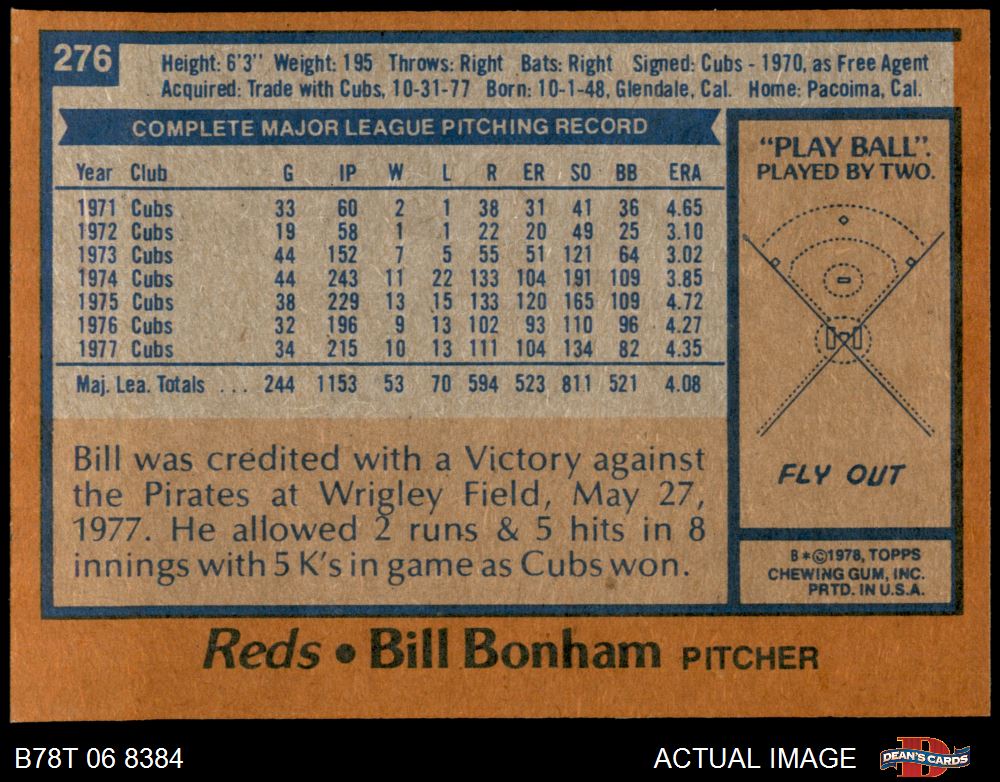 276
Height: 6'3" Weight: 195 Throws: Right Bats: Right Signed: Cubs - 1970, as Free Agent
Acquired: Trade with Cubs, 10-31-77 Born: 10-1-48, Glendale, Cal. Home: Pacoima, Cal.
COMPLETE MAJOR LEAGUE PITCHING RECORD
Year Club G IP W L R ER SO BB ERA
1971 Cubs 33 60 2 1 38 31 41 36 4.65
1972 Cubs 19 58 1 1 22 20 49 25 3.10
1973 Cubs 44 152 7 5 55 51 121 64 3.02
1974 Cubs 44 243 11 22 133 104 191 109 3.85
1975 Cubs 38 229 13 15 133 120 165 109 4.72
1976 Cubs 32 196 9 13 102 93 110 96 4.27
1977 Cubs 34 215 10 13 111 104 134 82 4.35
Maj. Lea. Totals ... 244 1153 53 70 594 523 811 521 4.08
Bill was credited with a Victory against
the Pirates at Wrigley Field, May 27,
1977. He allowed 2 runs & 5 hits in 8
innings with 5 K's in game as Cubs won.
"PLAY BALL".
PLAYED BY TWO.
FLY OUT
B*©1978, TOPPS
CHEWING GUM, INC.
PRTD. IN U.S.A.
Reds • Bill Bonham PITCHER
B78T 06 8384
ACTUAL IMAGE
D
DEAN'S CARDS